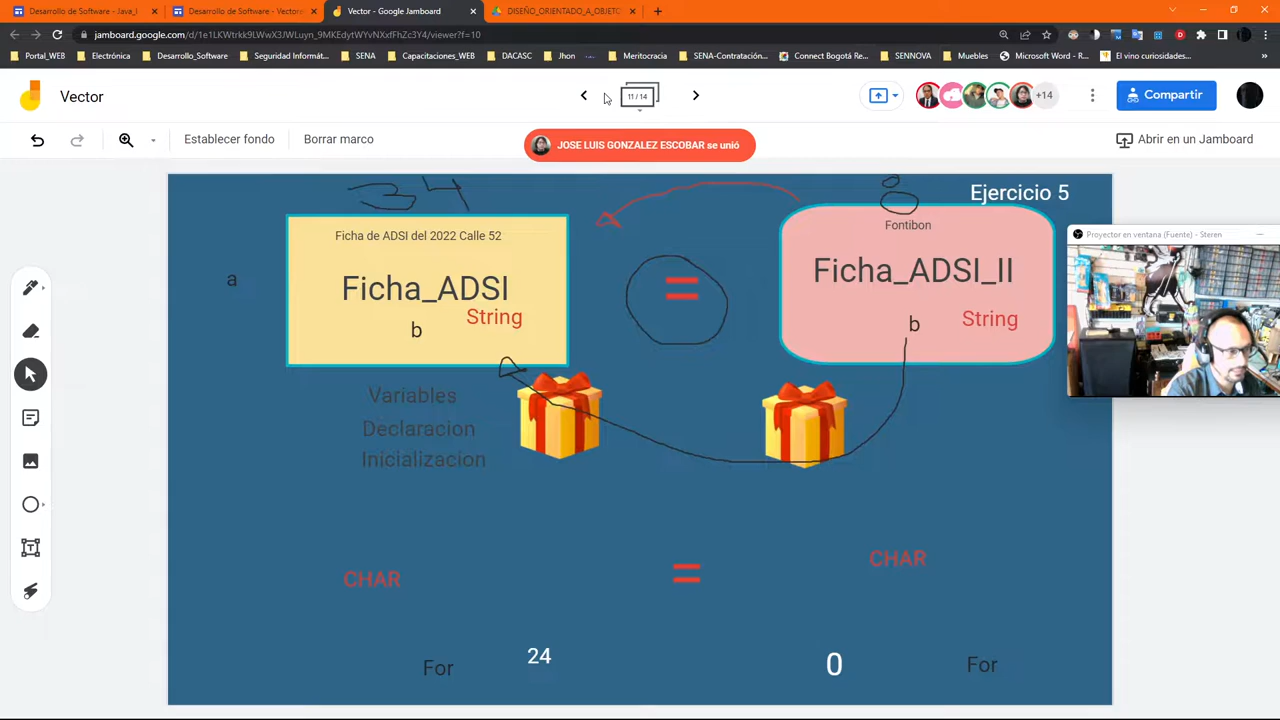 Desarrollo de Software - Java_I
Desarrollo de Software - Vectore
Vector - Google Jamboard
DISEÑO_ORIENTADO_A_OBJETO
jamboard.google.com/d/1e1LKWtrkk9LWwX3JWLuyn_9MKEdytWYvNXxfFhZc3Y4/viewer?f=10
Portal_WEB
Electrónica
Desarrollo_Software
Seguridad Informát...
SENA
Capacitaciones_WEB
DACASC
Jhon
Meritocracia
SENA-Contratación...
Connect Bogotá Re...
SENNOVA
Muebles
Microsoft Word - R...
El vino curiosidades...
Vector
11 / 14
+14
Compartir
Establecer fondo
Borrar marco
JOSE LUIS GONZALEZ ESCOBAR se unió
Abrir en un Jamboard
34
8
Ejercicio 5
Ficha de ADSI del 2022 Calle 52
Fontibon
Proyector en ventana (Fuente) - Steren
a
Ficha_ADSI
=
Ficha_ADSI_II
b
String
b
String
Variables
Declaracion
Inicializacion
CHAR
=
CHAR
For
24
0
For